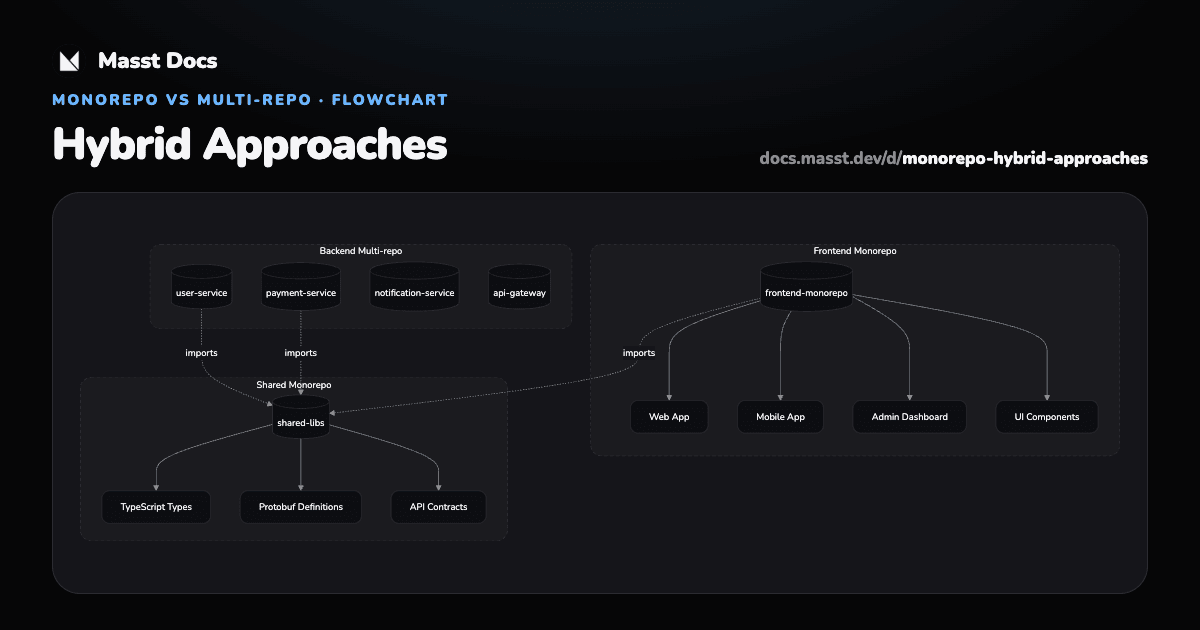 Masst Docs
MONOREPO VS MULTI-REPO · FLOWCHART
Hybrid Approaches
docs.masst.dev/d/monorepo-hybrid-approaches
Backend Multi-repo
user-service
payment-service
notification-service
api-gateway
Frontend Monorepo
frontend-monorepo
imports
imports
imports
Shared Monorepo
shared-libs
Web App
Mobile App
Admin Dashboard
UI Components
TypeScript Types
Protobuf Definitions
API Contracts